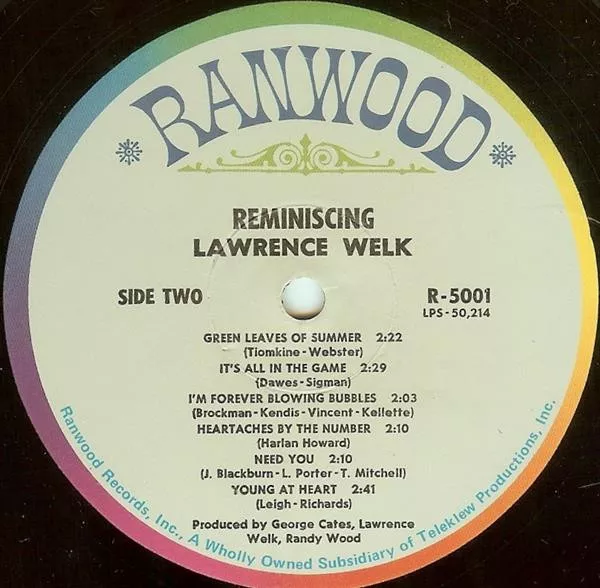 RANWOOD
REMINISCING
LAWRENCE WELK
SIDE TWO
R-5001
LPS-50,214
GREEN LEAVES OF SUMMER 2:22
(Tiomkine-Webster)
IT'S ALL IN THE GAME 2:29
(Dawes-Sigman)
I'M FOREVER BLOWING BUBBLES 2:03
(Brockman-Kendis-Vincent-Kellette)
HEARTACHES BY THE NUMBER 2:10
(Harlan Howard)
NEED YOU 2:10
(J. Blackburn-L. Porter-T. Mitchell)
YOUNG AT HEART 2:41
(Leigh-Richards)
Produced by George Cates, Lawrence
Welk, Randy Wood
Ranwood Records, Inc., A Wholly Owned Subsidiary of Teleklew Productions, Inc.